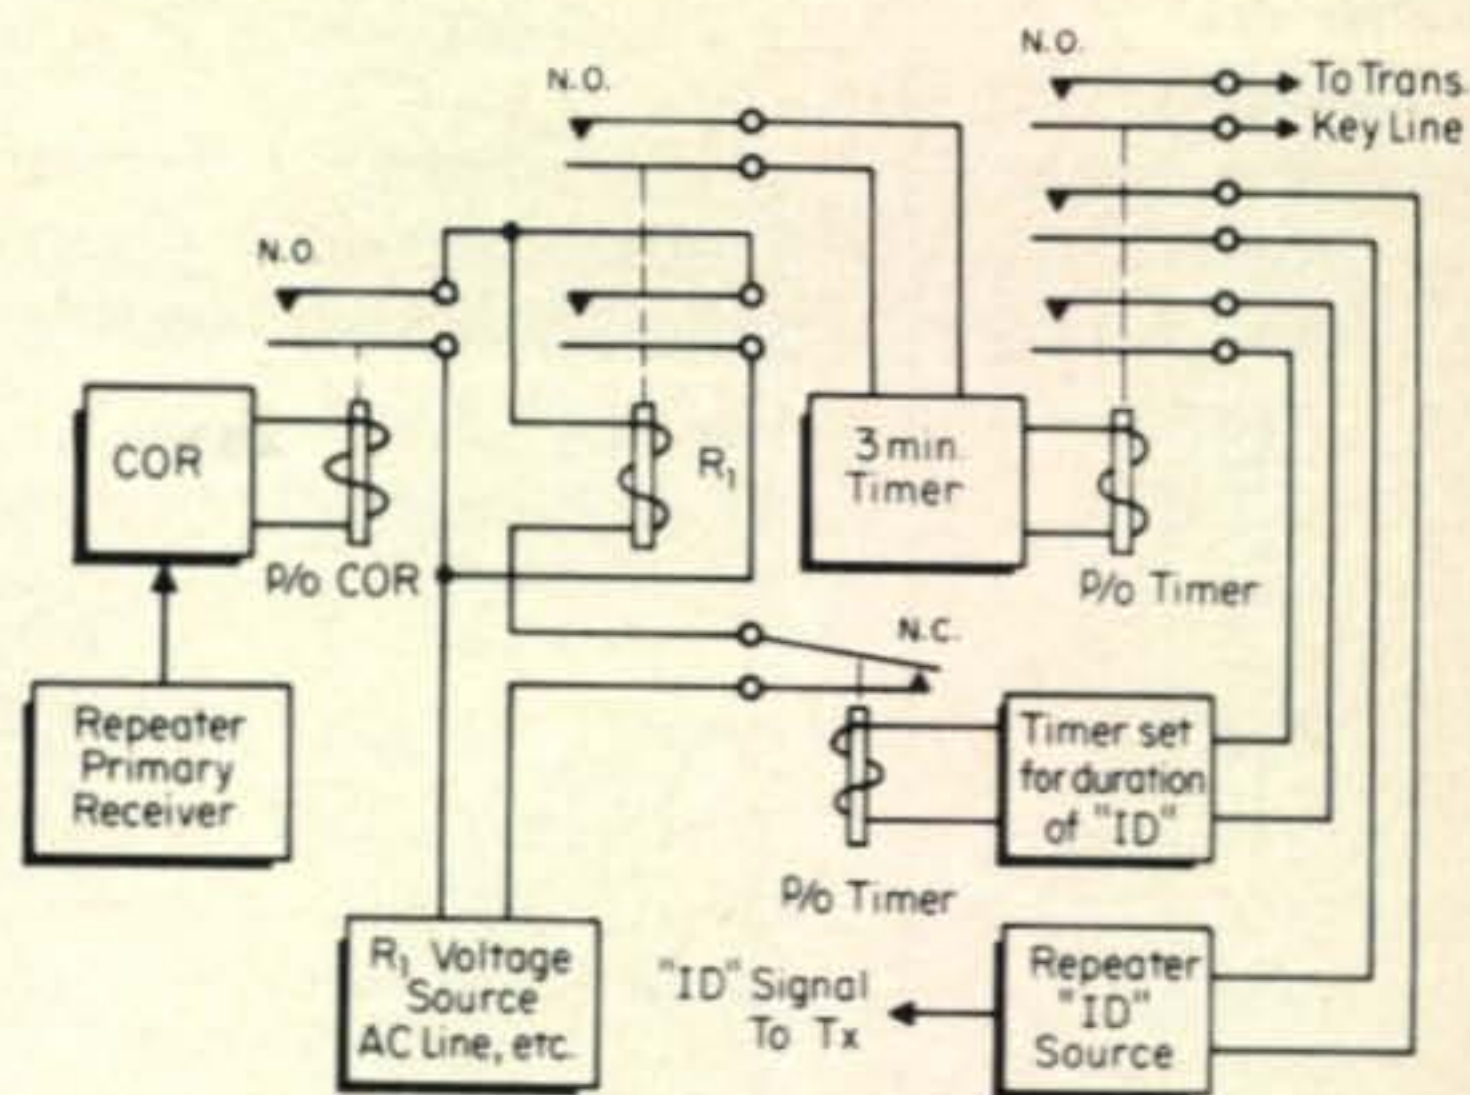 N.O.
To Trans.
Key Line
N.O.
N.O.
COR
P/o COR
R1
3 min.
Timer
P/o Timer
N.C.
Repeater
Primary
Receiver
Timer set
for duration
of "ID"
P/o Timer
R1 Voltage
Source
AC Line, etc.
"ID" Signal
To Tx
Repeater
"ID"
Source